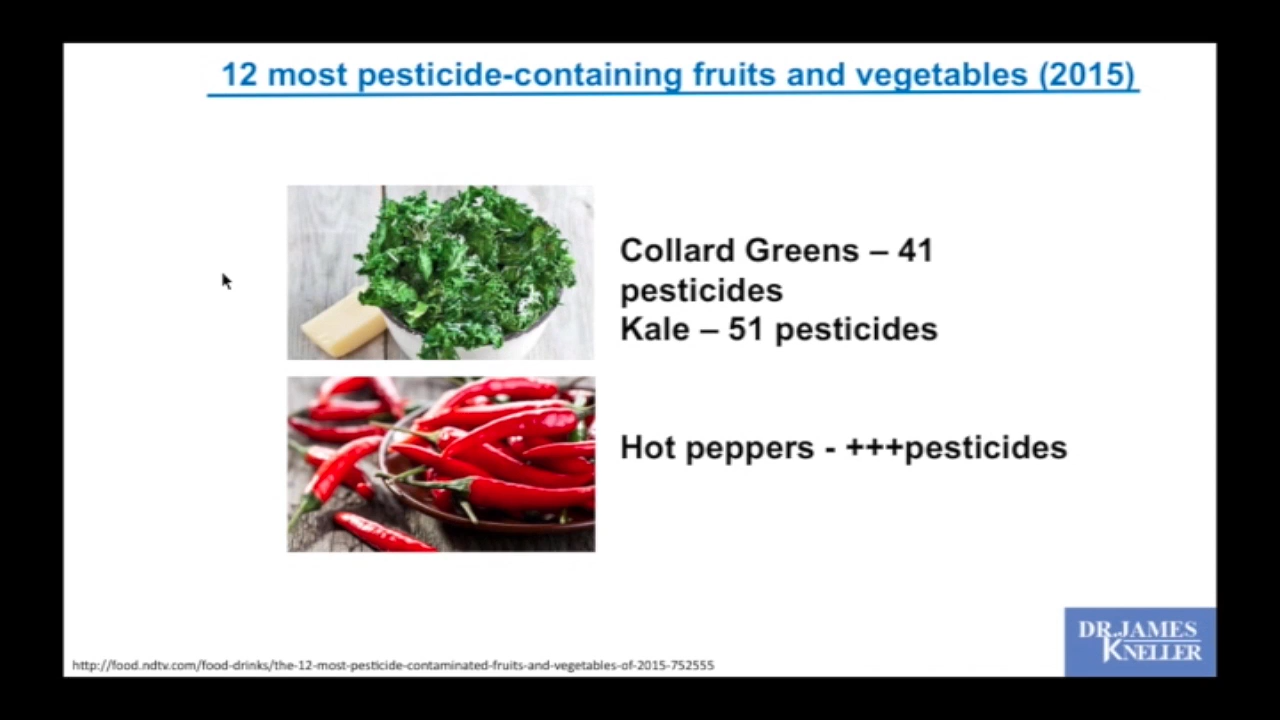 12 most pesticide-containing fruits and vegetables (2015)
Collard Greens – 41
pesticides
Kale – 51 pesticides
Hot peppers - +++pesticides
http://food.ndtv.com/food-drinks/the-12-most-pesticide-contaminated-fruits-and-vegetables-of-2015-752555
DR.JAMES
KNELLER